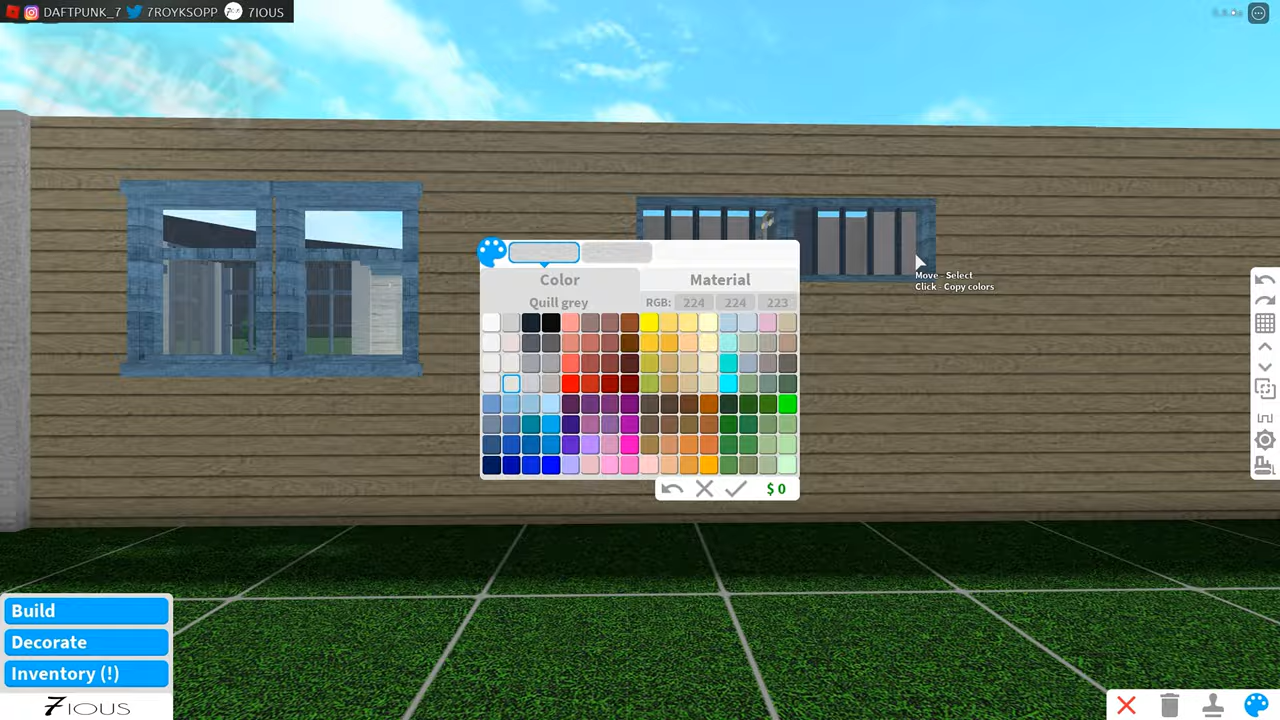 DAFTPUNK_7 7ROYKSOPP 7IOUS
Move - Select
Click - Copy colors
Color Material
Quill grey RGB: 224 224 223
$ 0
Build
Decorate
Inventory (!)
7IOUS